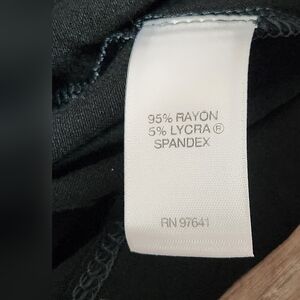 95% RAYON
5% LYCRA®
SPANDEX
RN 97641